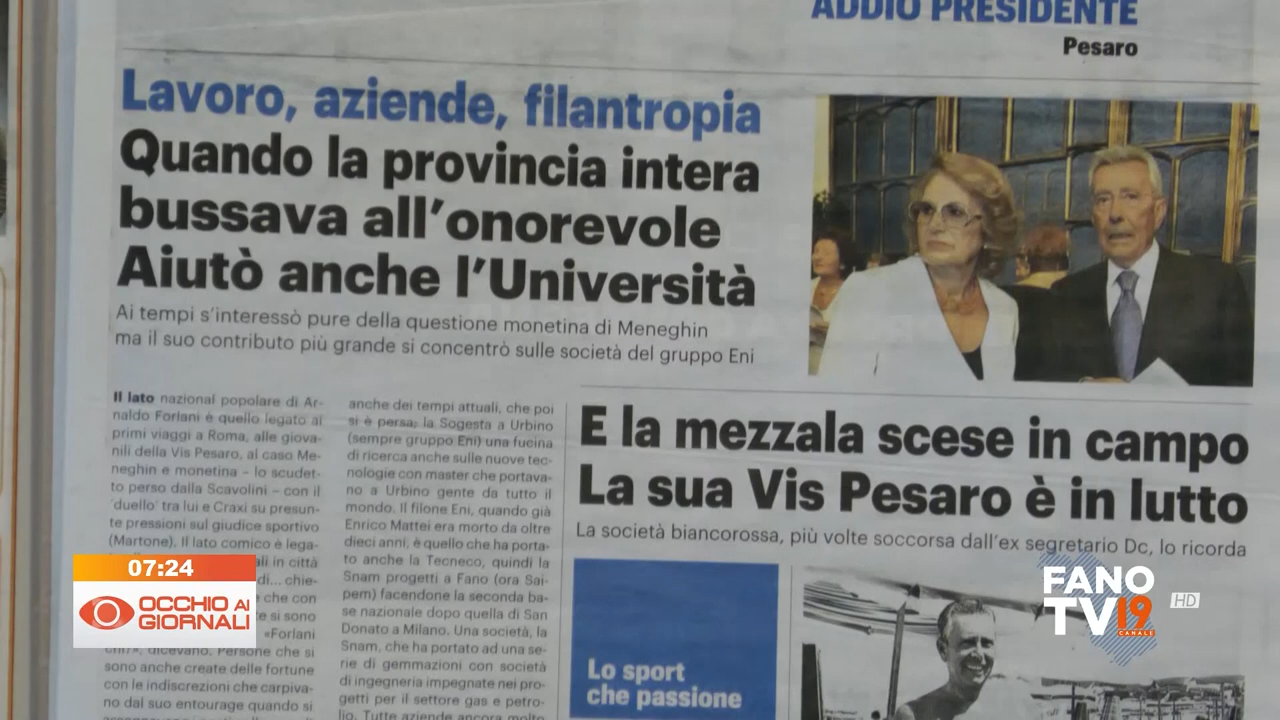 ADDIO PRESIDENTE
Pesaro
Lavoro, aziende, filantropia
Quando la provincia intera
bussava all'onorevole
Aiutò anche l'Università
Ai tempi s'interessò pure della questione monetina di Meneghin
ma il suo contributo più grande si concentrò sulle società del gruppo Eni
Il lato nazional popolare di Ar-
naldo Forlani è quello legato ai
primi viaggi a Roma, alle giova-
nili della Vis Pesaro, al caso Me-
neghin e monetina – lo scudet-
to perso dalla Scavolini – con il
'duello' tra lui e Craxi su presun-
te pressioni sul giudice sportivo
(Martone). Il lato comico è lega-
ali in città
di... chie-
che con
te si sono
«Forlani
dicevano. Persone che si
sono anche create delle fortune
con le indiscrezioni che carpiva-
no dal suo entourage quando si
anche dei tempi attuali, che poi
si è persa; la Sogesta a Urbino
(sempre gruppo Eni) una fucina
di ricerca anche sulle nuove tec-
nologie con master che portava-
no a Urbino gente da tutto il
mondo. Il filone Eni, quando già
Enrico Mattei era morto da oltre
dieci anni, è quello che ha porta-
to anche la Tecneco, quindi la
Snam progetti a Fano (ora Sai-
pem) facendone la seconda ba-
se nazionale dopo quella di San
Donato a Milano. Una società, la
Snam, che ha portato ad una se-
rie di gemmazioni con società
di ingegneria impegnate nei pro-
getti per il settore gas e petro-
lio. Tutte aziende ancora molto
E la mezzala scese in campo
La sua Vis Pesaro è in lutto
La società biancorossa, più volte soccorsa dall'ex segretario Dc, lo ricorda
Lo sport
che passione
07:24
OCCHIO AI
GIORNALI
FANO
TV 19
CANALE
HD